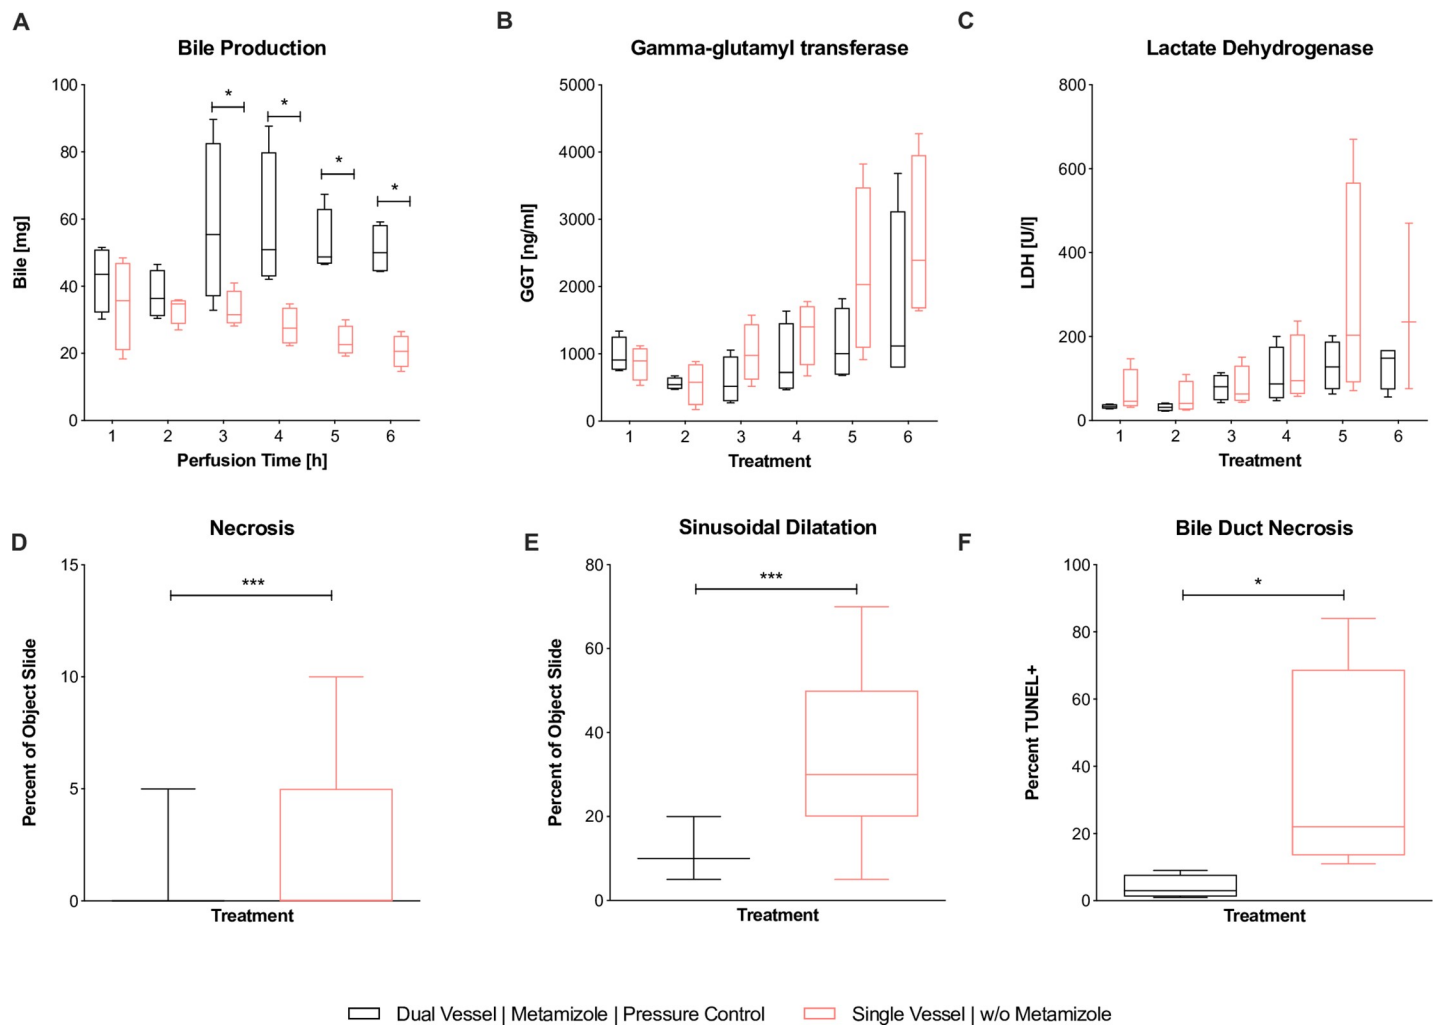 A
Bile Production
Bile [mg]
100
80
60
40
20
0
*
*
*
*
1 2 3 4 5 6
Perfusion Time [h]
B
Gamma-glutamyl transferase
GGT [ng/ml]
5000
4000
3000
2000
1000
0
1 2 3 4 5 6
Treatment
C
Lactate Dehydrogenase
LDH [U/l]
800
600
400
200
0
1 2 3 4 5 6
Treatment
D
Necrosis
Percent of Object Slide
15
10
5
0
***
Treatment
E
Sinusoidal Dilatation
Percent of Object Slide
80
60
40
20
0
***
Treatment
F
Bile Duct Necrosis
Percent TUNEL+
100
80
60
40
20
0
*
Treatment
Dual Vessel | Metamizole | Pressure Control
Single Vessel | w/o Metamizole